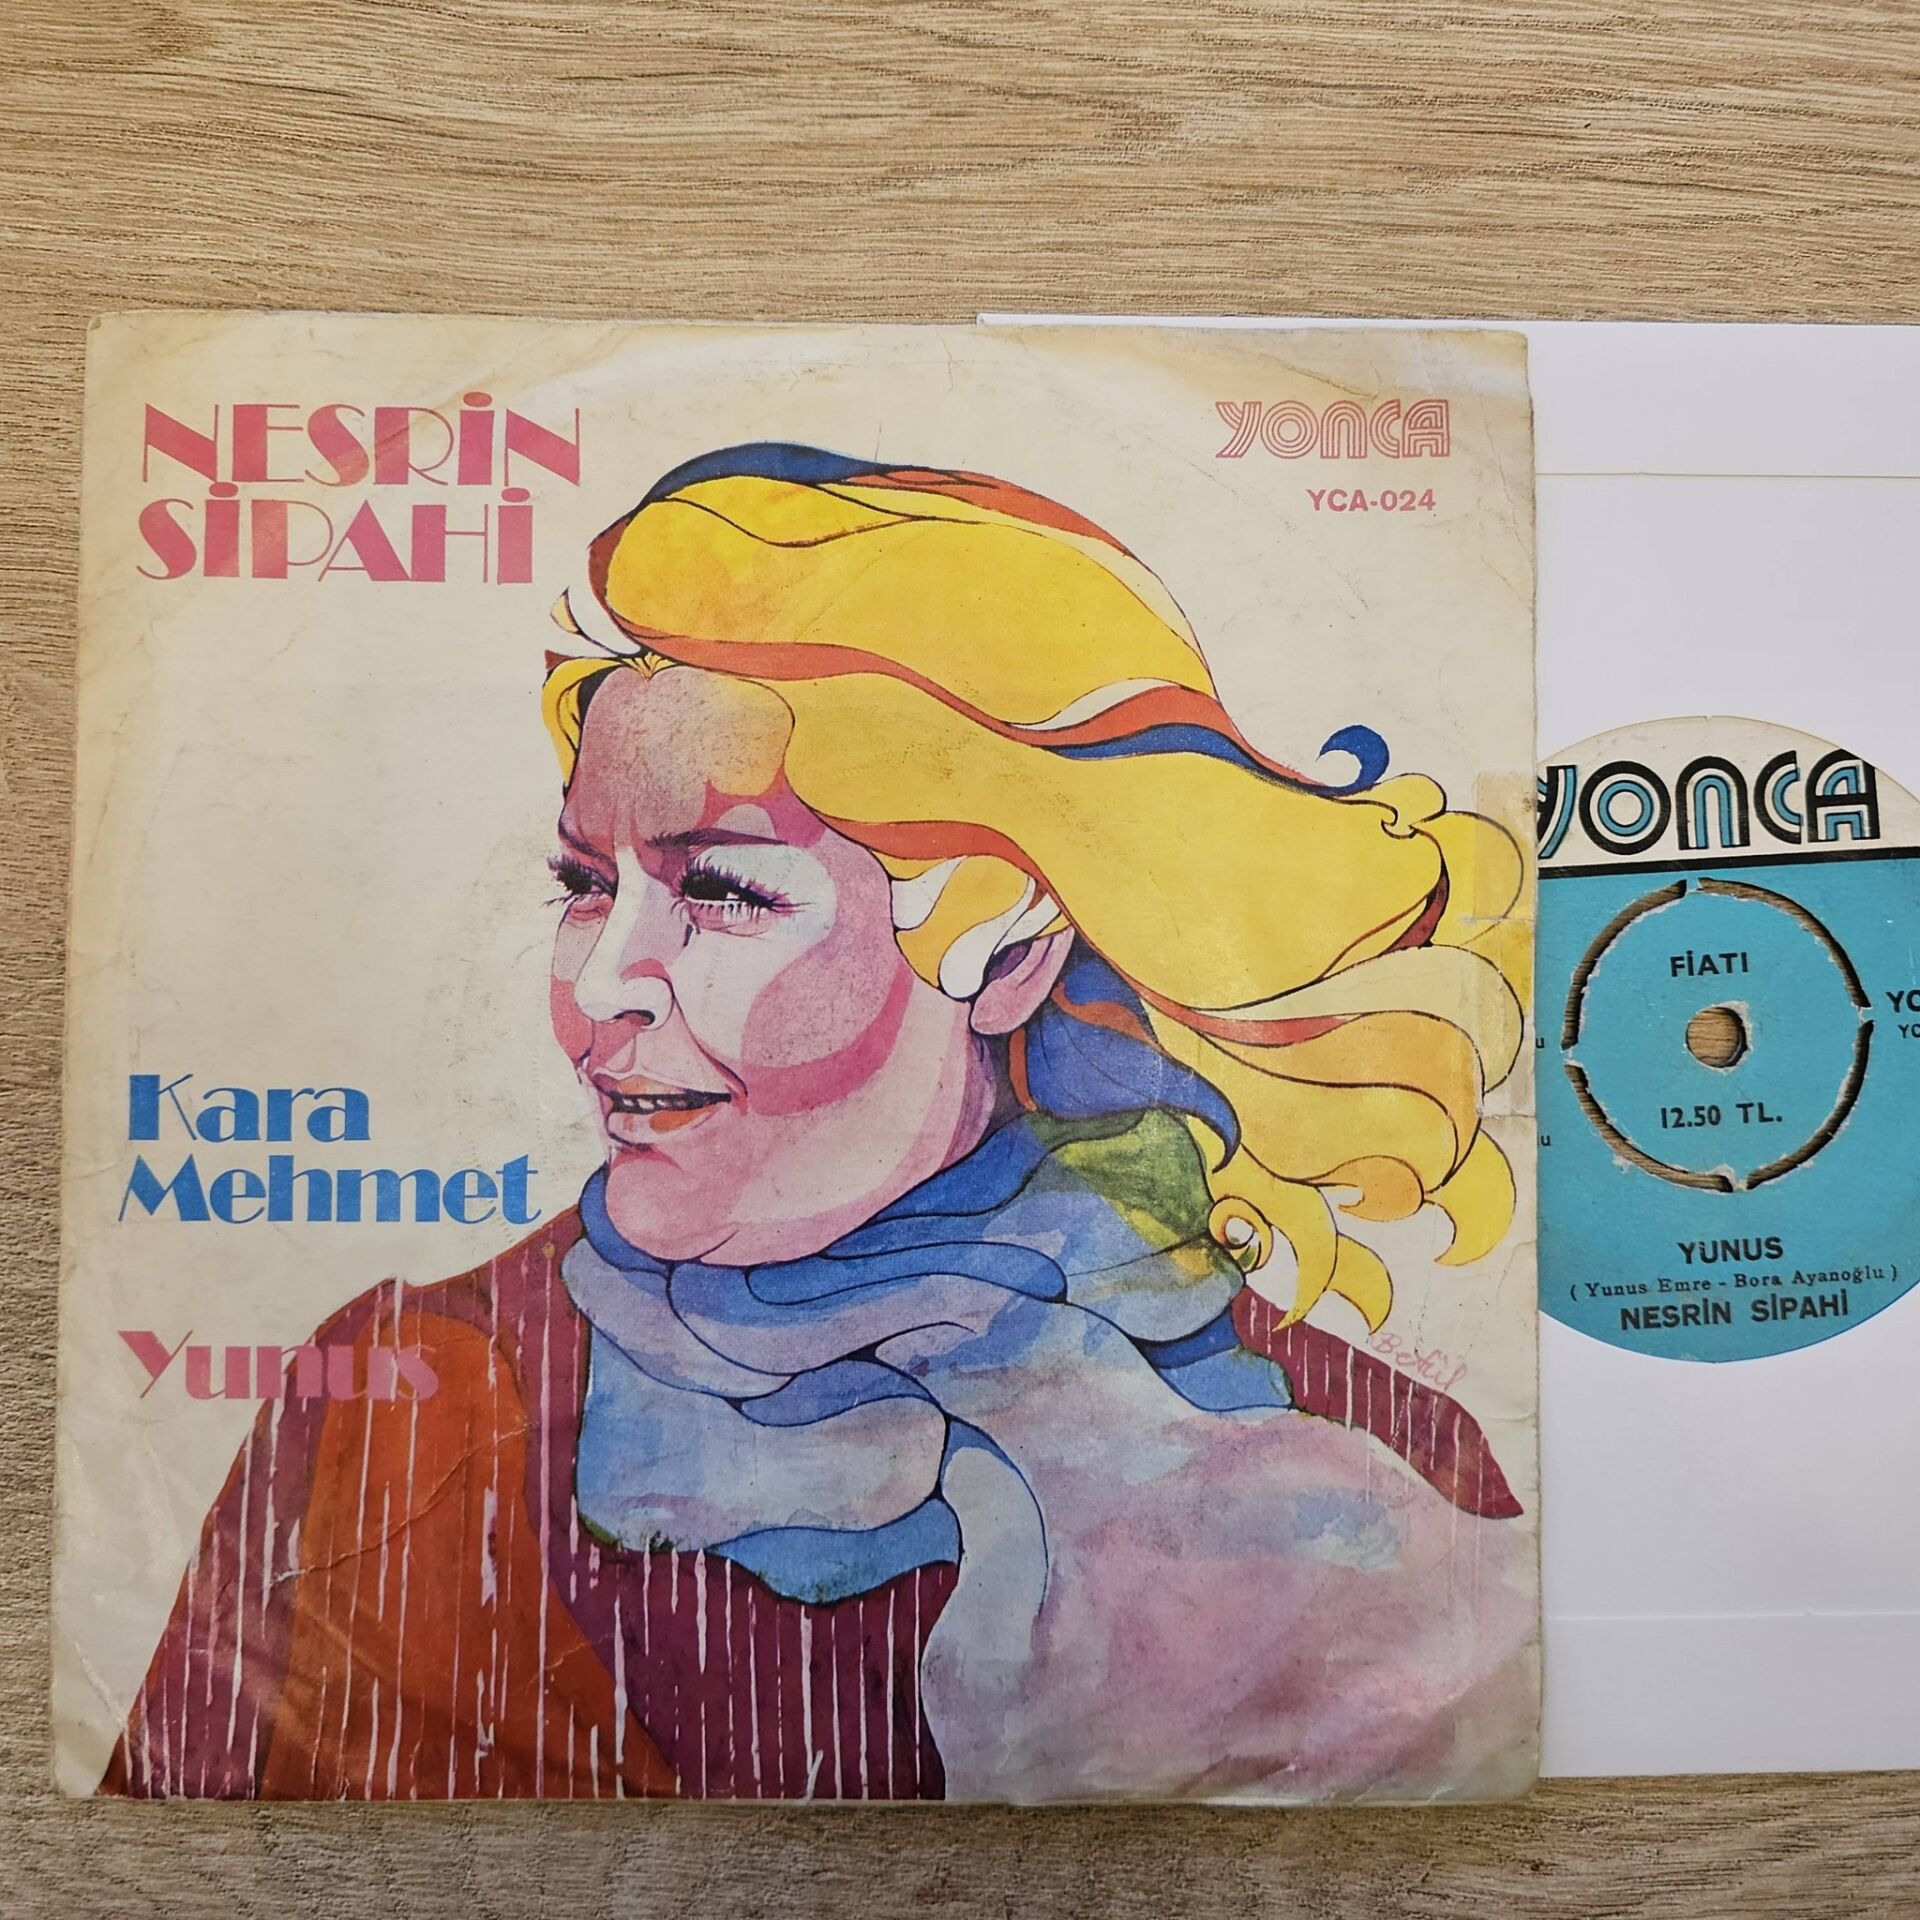 NESRİN
SİPAHİ
YONCA
YCA-024
Kara
Mehmet
Yunus
Betül
YONCA
FİATI
12.50 TL.
YUNUS
( Yunus Emre - Bora Ayanoğlu )
NESRİN SİPAHİ